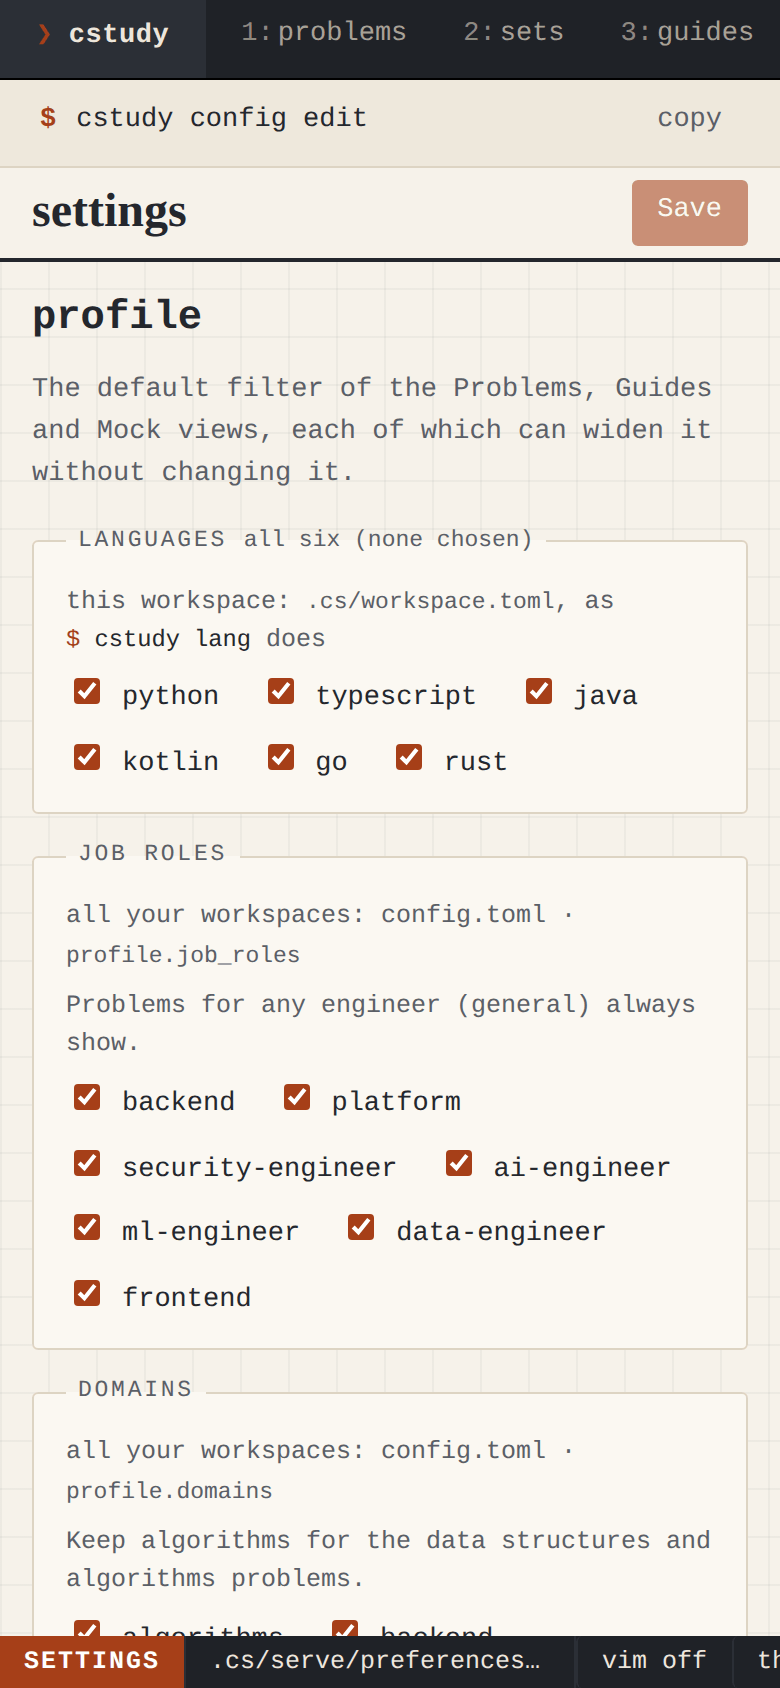 ❯ cstudy 1:problems 2:sets 3:guides
$ cstudy config edit copy
settings Save
profile
The default filter of the Problems, Guides
and Mock views, each of which can widen it
without changing it.
LANGUAGES all six (none chosen)
this workspace: .cs/workspace.toml, as
$ cstudy lang does
python typescript java
kotlin go rust
JOB ROLES
all your workspaces: config.toml ·
profile.job_roles
Problems for any engineer (general) always
show.
backend platform
security-engineer ai-engineer
ml-engineer data-engineer
frontend
DOMAINS
all your workspaces: config.toml ·
profile.domains
Keep algorithms for the data structures and
algorithms problems.
algorithms backend
SETTINGS .cs/serve/preferences… vim off